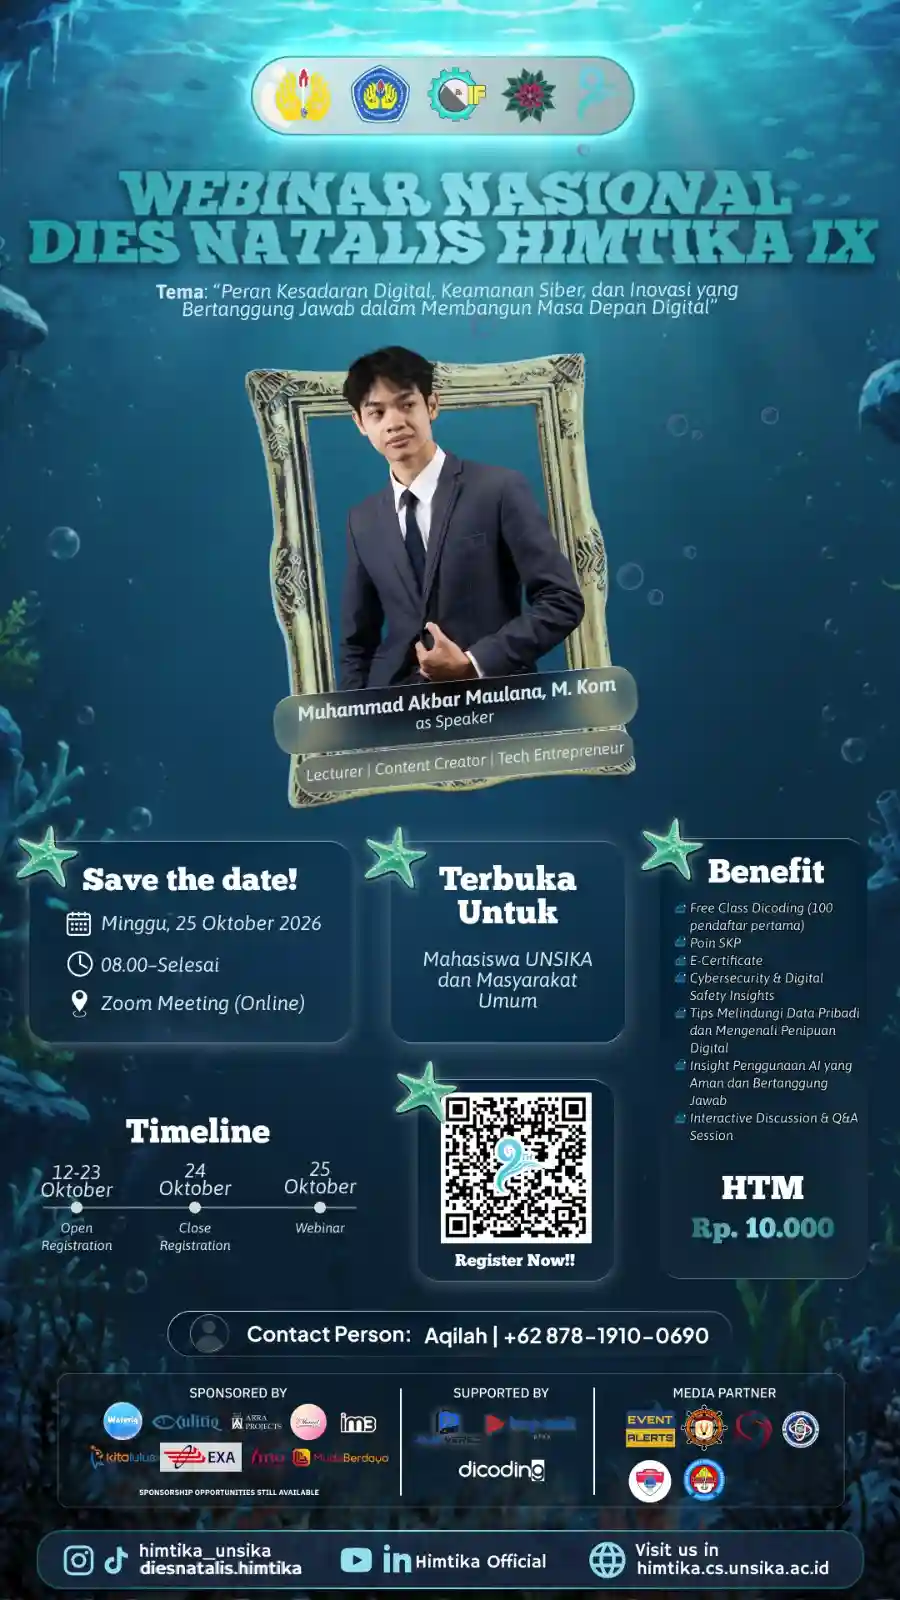 IF
WEBINAR NASIONAL
DIES NATALIS HIMTIKA IX
Tema: “Peran Kesadaran Digital, Keamanan Siber, dan Inovasi yang
Bertanggung Jawab dalam Membangun Masa Depan Digital”
Muhammad Akbar Maulana, M. Kom
as Speaker
Lecturer | Content Creator | Tech Entrepreneur
Save the date!
Minggu, 25 Oktober 2026
08.00–Selesai
Zoom Meeting (Online)
Terbuka
Untuk
Mahasiswa UNSIKA
dan Masyarakat
Umum
Benefit
Free Class Dicoding (100
pendaftar pertama)
Poin SKP
E-Certificate
Cybersecurity & Digital
Safety Insights
Tips Melindungi Data Pribadi
dan Mengenali Penipuan
Digital
Insight Penggunaan AI yang
Aman dan Bertanggung
Jawab
Interactive Discussion & Q&A
Session
HTM
Rp. 10.000
Timeline
12-23
Oktober
Open
Registration
24
Oktober
Close
Registration
25
Oktober
Webinar
Register Now!!
Contact Person: Aqilah | +62 878-1910-0690
SPONSORED BY
ARRA
PROJECTS
im3
kitalulus
EXA
MudaBerdaya
SPONSORSHIP OPPORTUNITIES STILL AVAILABLE
SUPPORTED BY
dicoding
MEDIA PARTNER
EVENT
ALERTS
himtika_unsika
diesnatalis.himtika
Himtika Official
Visit us in
himtika.cs.unsika.ac.id